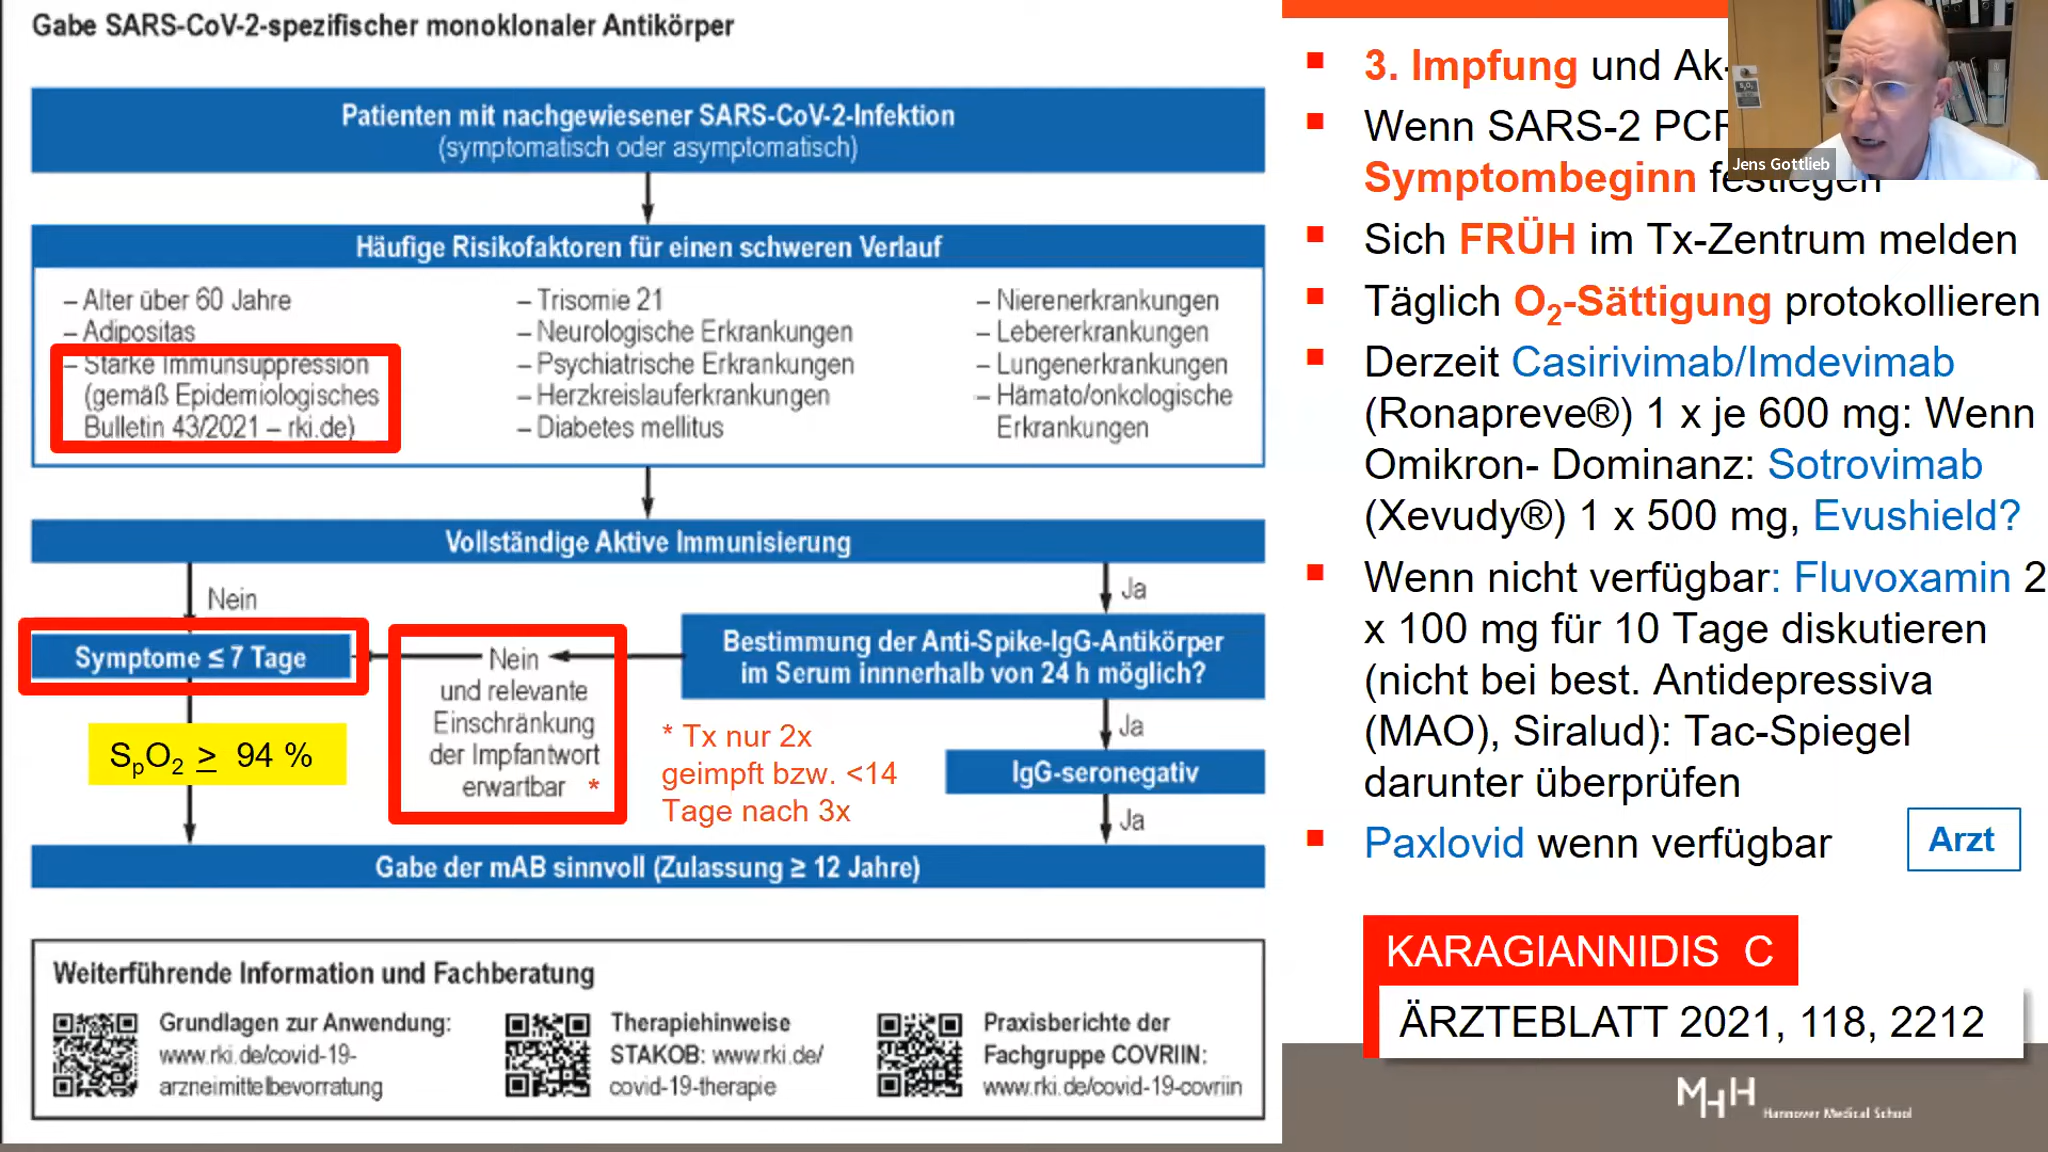 Gabe SARS-CoV-2-spezifischer monoklonaler Antikörper
Patienten mit nachgewiesener SARS-CoV-2-Infektion
(symptomatisch oder asymptomatisch)
Häufige Risikofaktoren für einen schweren Verlauf
– Alter über 60 Jahre
– Adipositas
– Starke Immunsuppression
(gemäß Epidemiologisches
Bulletin 43/2021 – rki.de)
– Trisomie 21
– Neurologische Erkrankungen
– Psychiatrische Erkrankungen
– Herzkreislauferkrankungen
– Diabetes mellitus
– Nierenerkrankungen
– Lebererkrankungen
– Lungenerkrankungen
– Hämato/onkologische
Erkrankungen
Vollständige Aktive Immunisierung
Nein
Ja
Symptome ≤ 7 Tage
Nein
und relevante
Einschränkung
der Impfantwort
erwartbar *
Bestimmung der Anti-Spike-IgG-Antikörper
im Serum innnerhalb von 24 h möglich?
SpO2 ≥ 94 %
* Tx nur 2x
geimpft bzw. <14
Tage nach 3x
Ja
IgG-seronegativ
Ja
Gabe der mAB sinnvoll (Zulassung ≥ 12 Jahre)
Weiterführende Information und Fachberatung
Grundlagen zur Anwendung:
www.rki.de/covid-19-
arzneimittelbevorratung
Therapiehinweise
STAKOB: www.rki.de/
covid-19-therapie
Praxisberichte der
Fachgruppe COVRIIN:
www.rki.de/covid-19-covriin
3. Impfung und Ak-
Wenn SARS-2 PCR
Symptombeginn festlegen
Sich FRÜH im Tx-Zentrum melden
Täglich O2-Sättigung protokollieren
Derzeit Casirivimab/Imdevimab
(Ronapreve®) 1 x je 600 mg: Wenn
Omikron- Dominanz: Sotrovimab
(Xevudy®) 1 x 500 mg, Evushield?
Wenn nicht verfügbar: Fluvoxamin 2
x 100 mg für 10 Tage diskutieren
(nicht bei best. Antidepressiva
(MAO), Siralud): Tac-Spiegel
darunter überprüfen
Paxlovid wenn verfügbar
Arzt
Jens Gottlieb
KARAGIANNIDIS C
ÄRZTEBLATT 2021, 118, 2212
MHH
Hannover Medical School